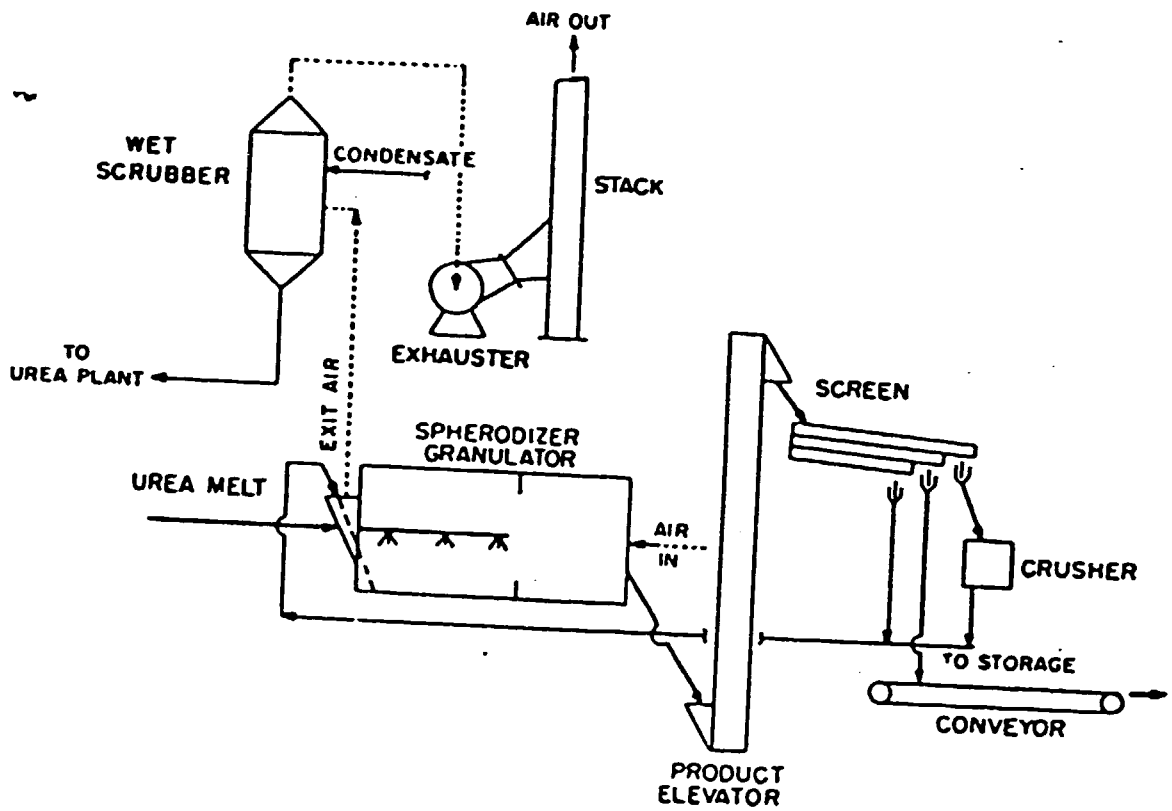 AIR OUT
WET
SCRUBBER
CONDENSATE
STACK
EXHAUSTER
TO
UREA PLANT
EXIT AIR
SCREEN
SPHERODIZER
GRANULATOR
UREA MELT
AIR
IN
CRUSHER
TO STORAGE
CONVEYOR
PRODUCT
ELEVATOR